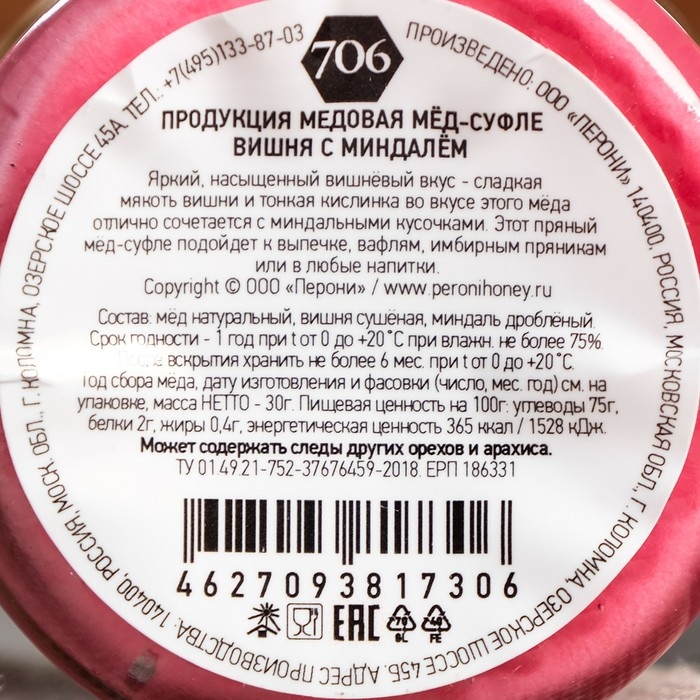 706
ПРОИЗВЕДЕНО: ООО «ПЕРОНИ» 140400, РОССИЯ, МОСКОВСКАЯ ОБЛ., Г. КОЛОМНА, ОЗЕРСКОЕ ШОССЕ 45Б. АДРЕС ПРОИЗВОДСТВА: 140400, РОССИЯ, МОСК. ОБЛ., Г. КОЛОМНА, ОЗЕРСКОЕ ШОССЕ 45А. ТЕЛ.: +7(495)133-87-03
ПРОДУКЦИЯ МЕДОВАЯ МЁД-СУФЛЕ
ВИШНЯ С МИНДАЛЁМ
Яркий, насыщенный вишнёвый вкус - сладкая
мякоть вишни и тонкая кислинка во вкусе этого мёда
отлично сочетается с миндальными кусочками. Этот пряный
мёд-суфле подойдет к выпечке, вафлям, имбирным пряникам
или в любые напитки.
Copyright © ООО «Перони» / www.peronihoney.ru
Состав: мёд натуральный, вишня сушёная, миндаль дроблёный.
Срок годности - 1 год при t от 0 до +20°С при влажн. не более 75%.
После вскрытия хранить не более 6 мес. при t от 0 до +20°С.
Год сбора мёда, дату изготовления и фасовки (число, мес. год) см. на
упаковке, масса НЕТТО - 30г. Пищевая ценность на 100г: углеводы 75г,
белки 2г, жиры 0,4г, энергетическая ценность 365 ккал / 1528 кДж.
Может содержать следы других орехов и арахиса.
ТУ 01.49.21-752-37676459-2018. ЕРП 186331
4627093817306
EAC 70 GL 40 FE